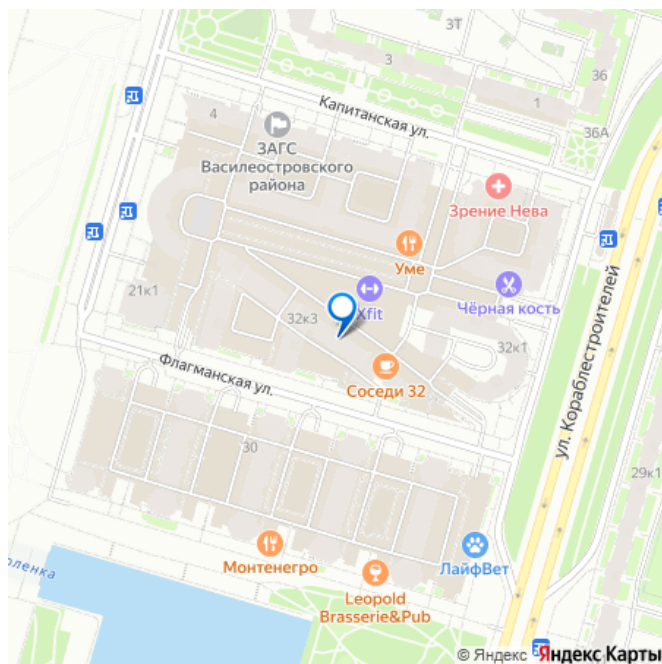 3Т
3
36
1
36А
Капитанская ул.
4
ЗАГС
Василеостровского
района
Зрение Нева
Уме
21к1
32к3
Xfit
Чёрная кость
32к1
Соседи 32
Флагманская ул.
ул. Кораблестроителей
29к1
30
Монтенегро
ЛайфВет
Leopold
Brasserie&Pub
оленка
© Яндекс Яндекс Карты